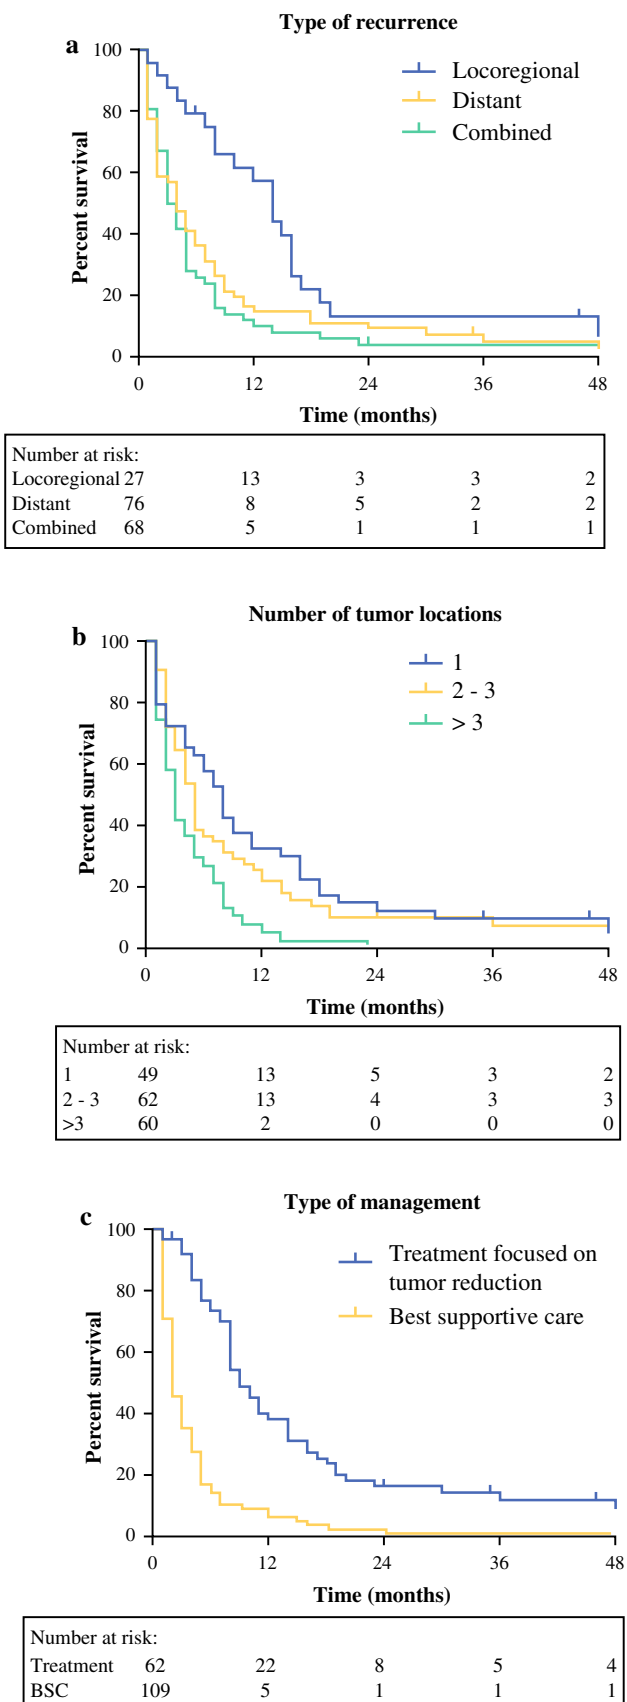 Type of recurrence
a
Locoregional
Distant
Combined
Percent survival
100
80
60
40
20
0
0 12 24 36 48
Time (months)
Number at risk:
Locoregional 27 13 3 3 2
Distant 76 8 5 2 2
Combined 68 5 1 1 1
Number of tumor locations
b
1
2 - 3
> 3
Percent survival
100
80
60
40
20
0
0 12 24 36 48
Time (months)
Number at risk:
1 49 13 5 3 2
2 - 3 62 13 4 3 3
>3 60 2 0 0 0
Type of management
c
Treatment focused on
tumor reduction
Best supportive care
Percent survival
100
80
60
40
20
0
0 12 24 36 48
Time (months)
Number at risk:
Treatment 62 22 8 5 4
BSC 109 5 1 1 1